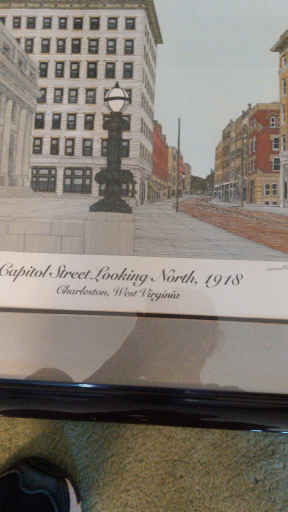 Capitol Street Looking North, 1918
Charleston, West Virginia